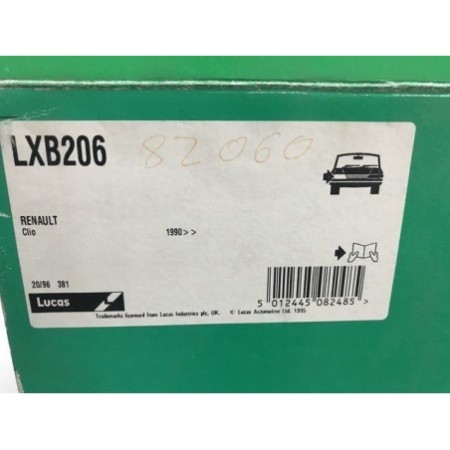 LXB206 82060
RENAULT
Clio 1990>>
20/96 381
Lucas
5 012445 082485 >
Trademarks licensed from Lucas Industries plc, UK. © Lucas Automotive Ltd. 1995